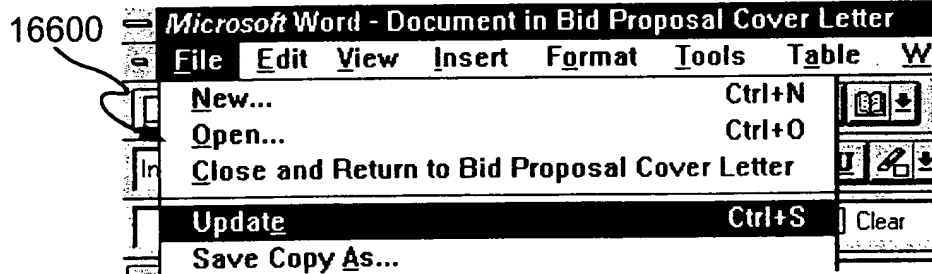 16600
Microsoft Word - Document in Bid Proposal Cover Letter
File Edit View Insert Format Tools Table W
New... Ctrl+N
Open... Ctrl+O
Close and Return to Bid Proposal Cover Letter
In U
Update Ctrl+S Clear
Save Copy As...